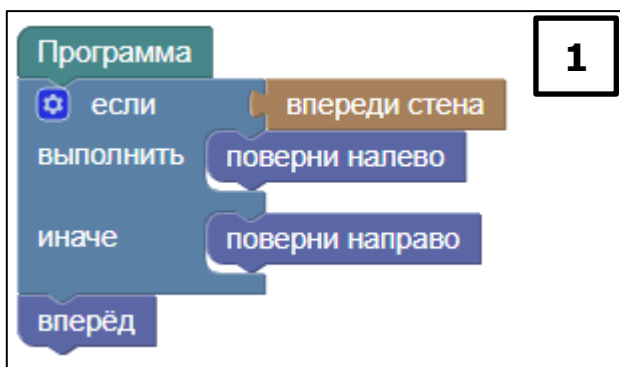 Программа
1
если впереди стена
выполнить поверни налево
иначе поверни направо
вперёд